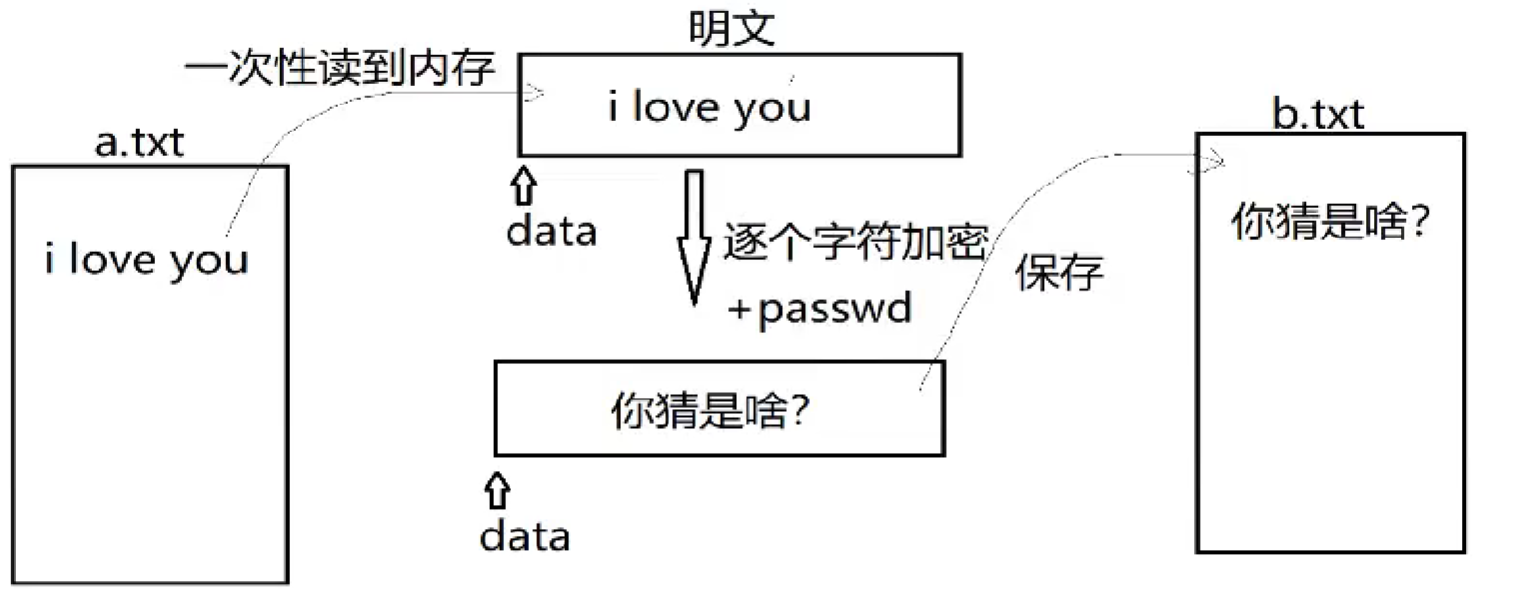 明文
一次性读到内存
i love you
a.txt
b.txt
data
逐个字符加密
+passwd
i love you
保存
你猜是啥?
你猜是啥?
data